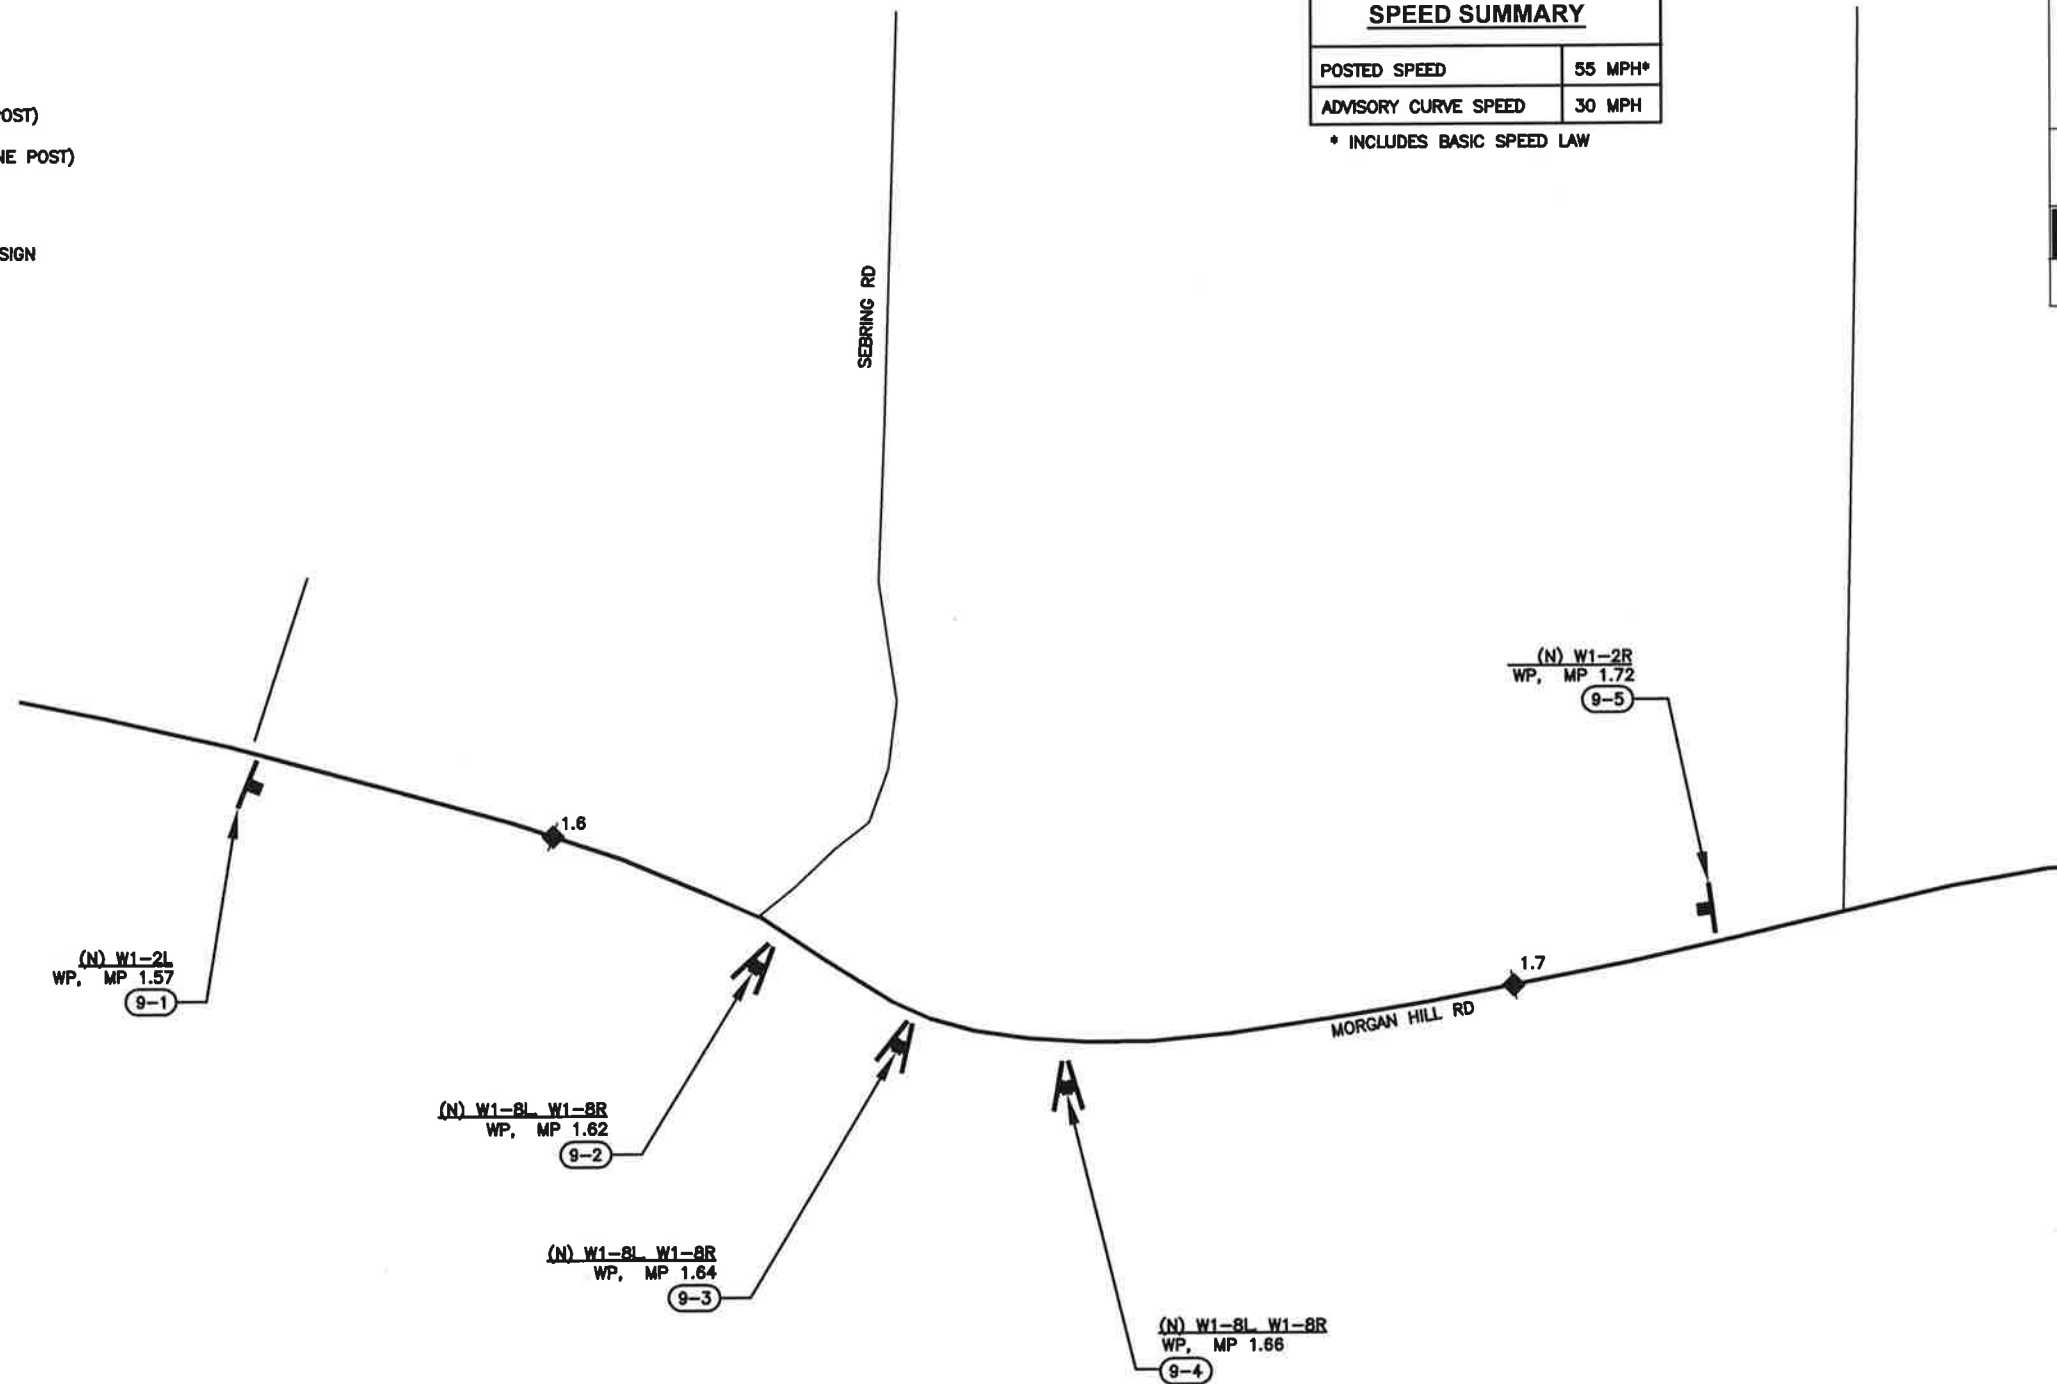 SPEED SUMMARY
POSTED SPEED 55 MPH*
ADVISORY CURVE SPEED 30 MPH
* INCLUDES BASIC SPEED LAW
POST)
NE POST)
SIGN
SEBRING RD
(N) W1-2R
WP, MP 1.72
9-5
1.6
1.7
MORGAN HILL RD
(N) W1-2L
WP, MP 1.57
9-1
(N) W1-8L W1-8R
WP, MP 1.62
9-2
(N) W1-8L W1-8R
WP, MP 1.64
9-3
(N) W1-8L W1-8R
WP, MP 1.66
9-4